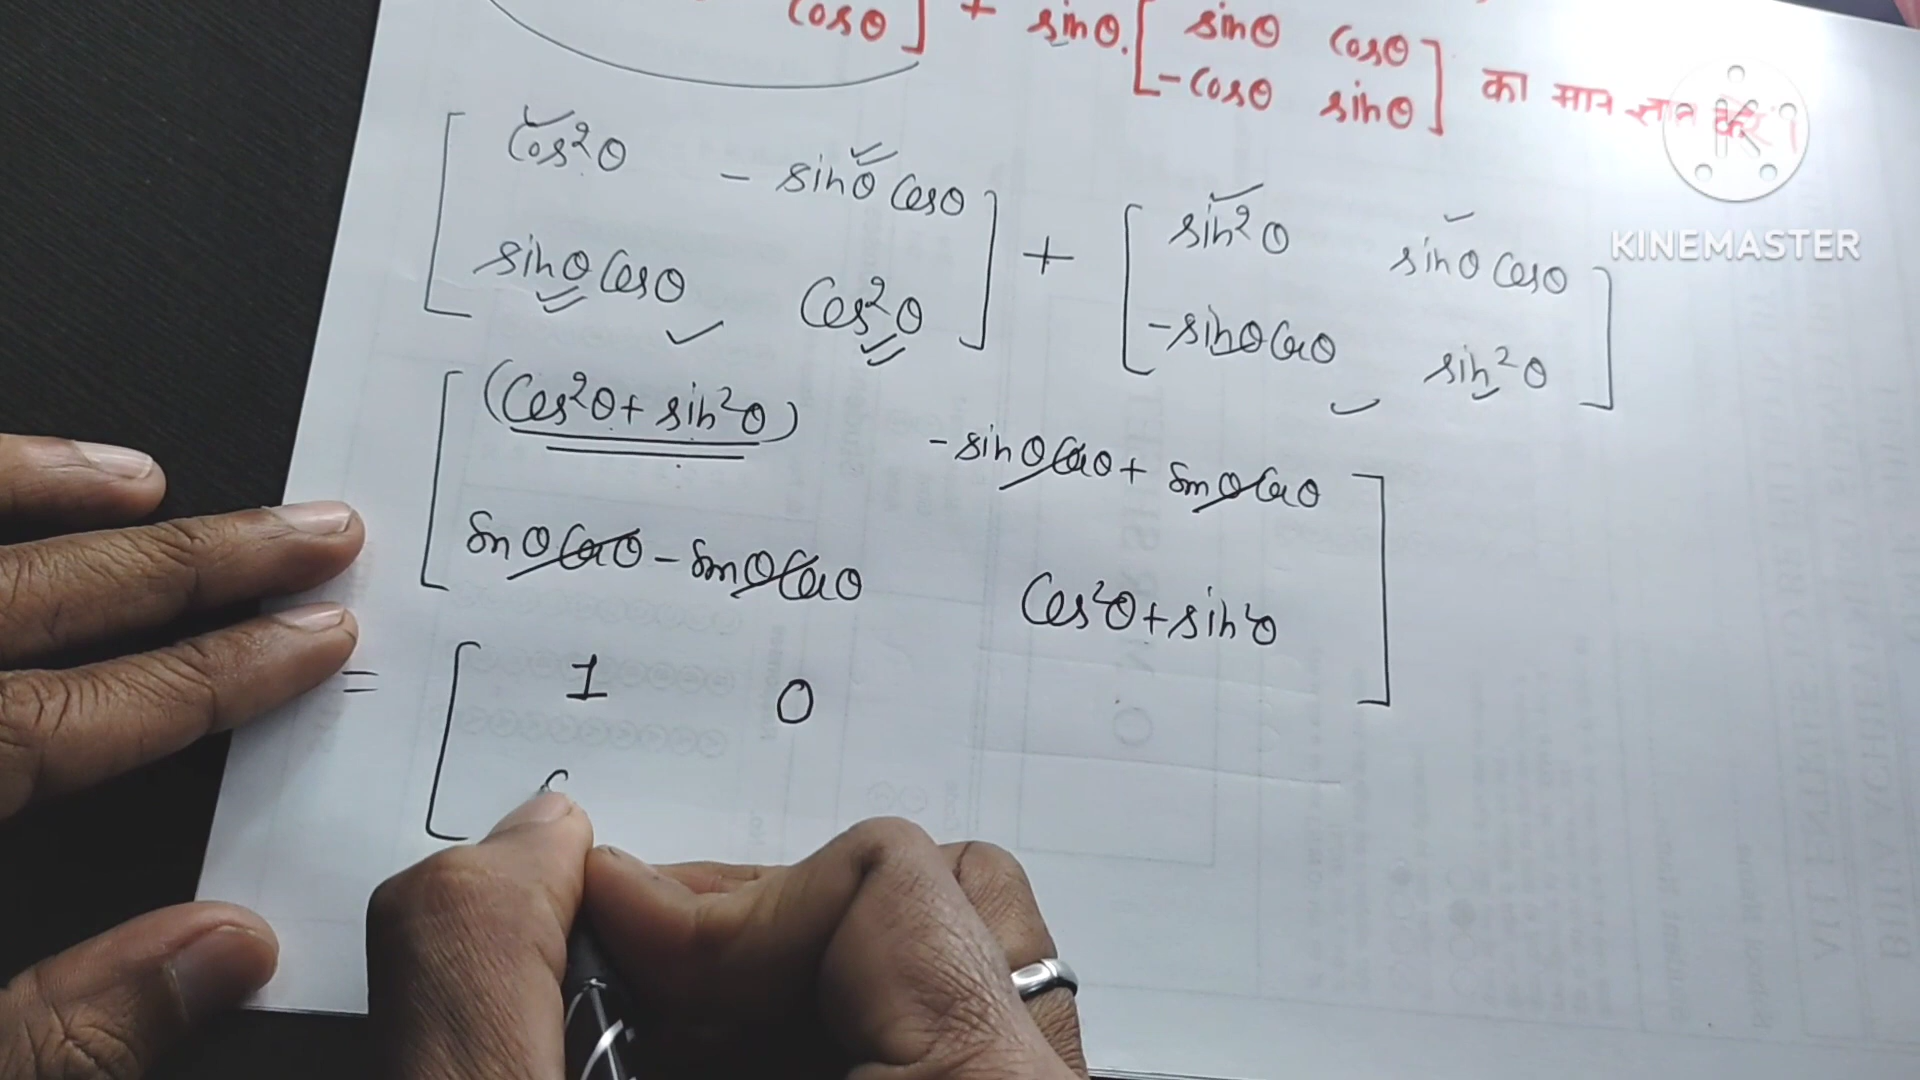 cosθ ] + sinθ. [ sinθ cosθ
-cosθ sinθ ] का मान ज्ञात करें।
KINEMASTER
[ cos²θ - sinθ cosθ ] + [ sin²θ sinθ cosθ ]
sinθ cosθ cos²θ -sinθ cosθ sin²θ
[ (cos²θ + sin²θ) -sinθ cosθ + sinθ cosθ ]
sinθ cosθ - sinθ cosθ cos²θ + sin²θ
= [ 1 0